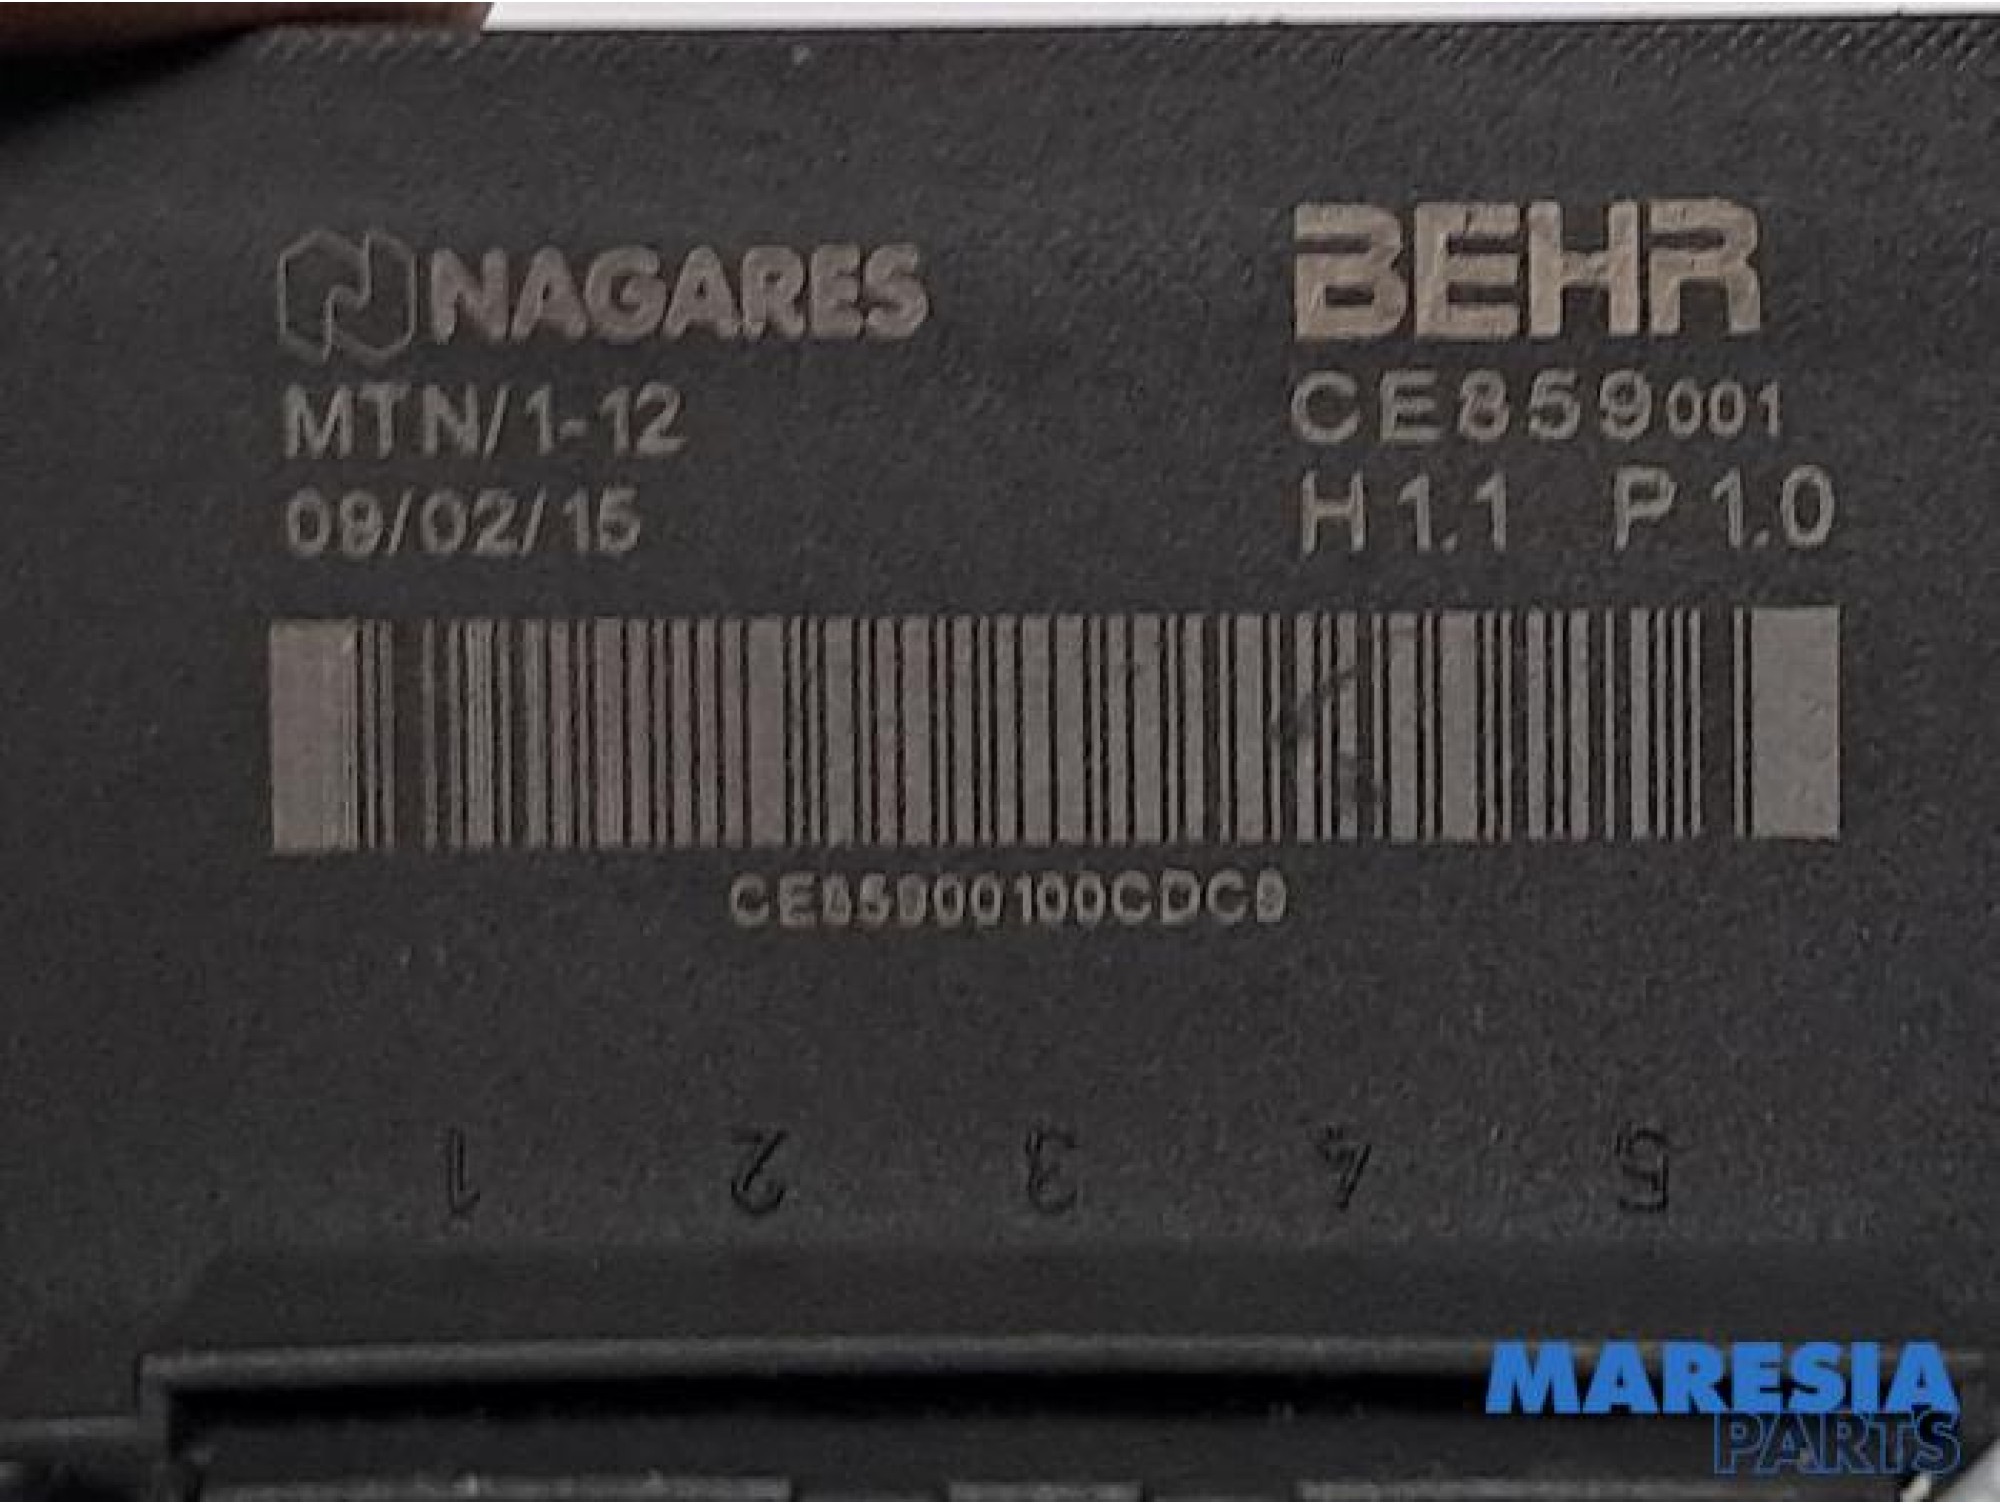 NAGARES
MTN/1-12
09/02/15
BEHR
CE859001
H1.1 P1.0
CE85900100CDC9
1 2 3 4 5
MARESIA
PARTS